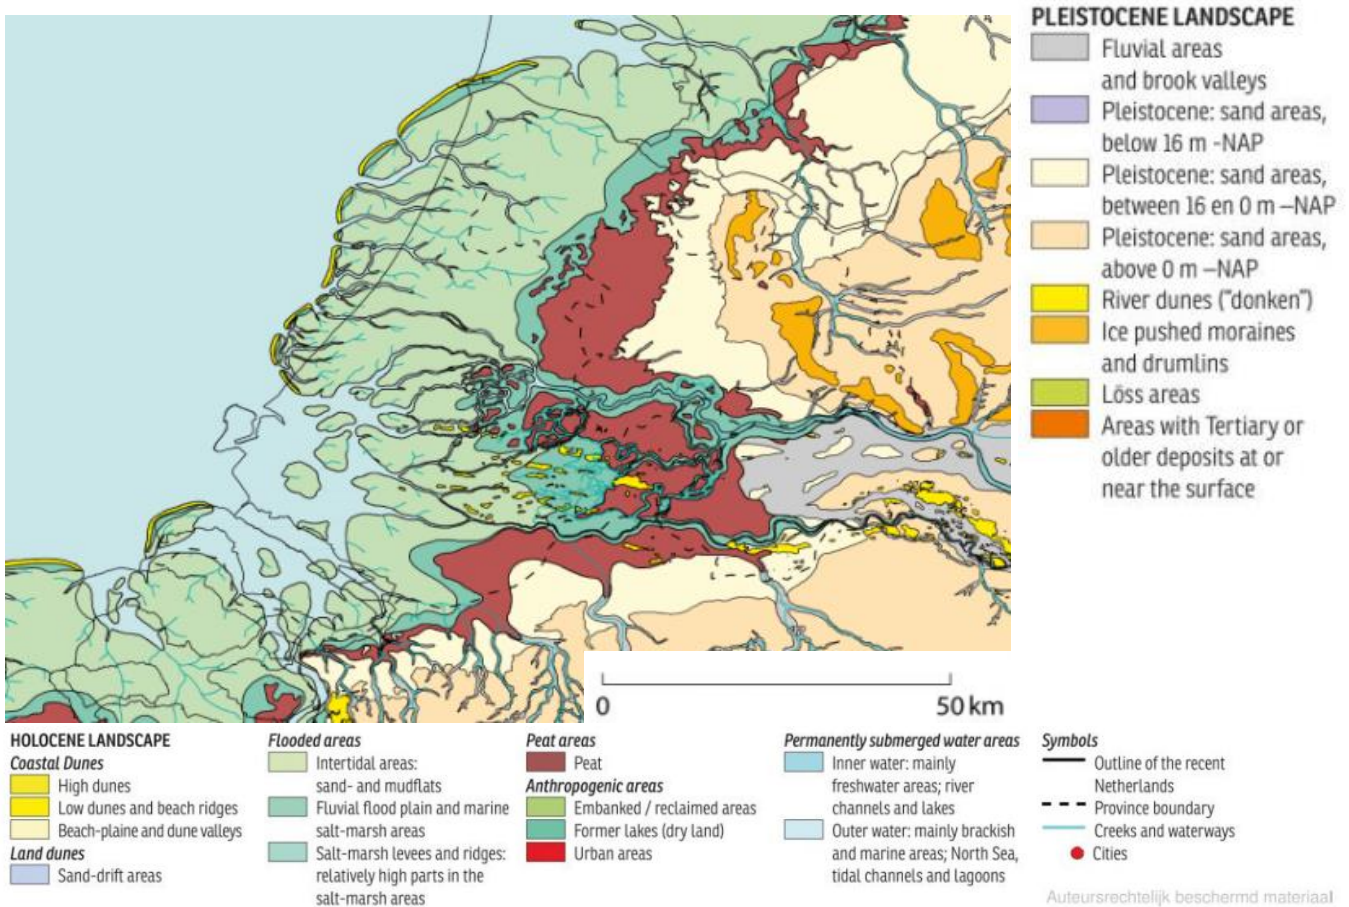 PLEISTOCENE LANDSCAPE
Fluvial areas
and brook valleys
Pleistocene: sand areas,
below 16 m -NAP
Pleistocene: sand areas,
between 16 en 0 m –NAP
Pleistocene: sand areas,
above 0 m –NAP
River dunes ("donken")
Ice pushed moraines
and drumlins
Löss areas
Areas with Tertiary or
older deposits at or
near the surface
0 50 km
HOLOCENE LANDSCAPE
Coastal Dunes
High dunes
Low dunes and beach ridges
Beach-plaine and dune valleys
Land dunes
Sand-drift areas
Flooded areas
Intertidal areas:
sand- and mudflats
Fluvial flood plain and marine
salt-marsh areas
Salt-marsh levees and ridges:
relatively high parts in the
salt-marsh areas
Peat areas
Peat
Anthropogenic areas
Embanked / reclaimed areas
Former lakes (dry land)
Urban areas
Permanently submerged water areas
Inner water: mainly
freshwater areas; river
channels and lakes
Outer water: mainly brackish
and marine areas; North Sea,
tidal channels and lagoons
Symbols
Outline of the recent
Netherlands
Province boundary
Creeks and waterways
Cities
Auteursrechtelijk beschermd materiaal